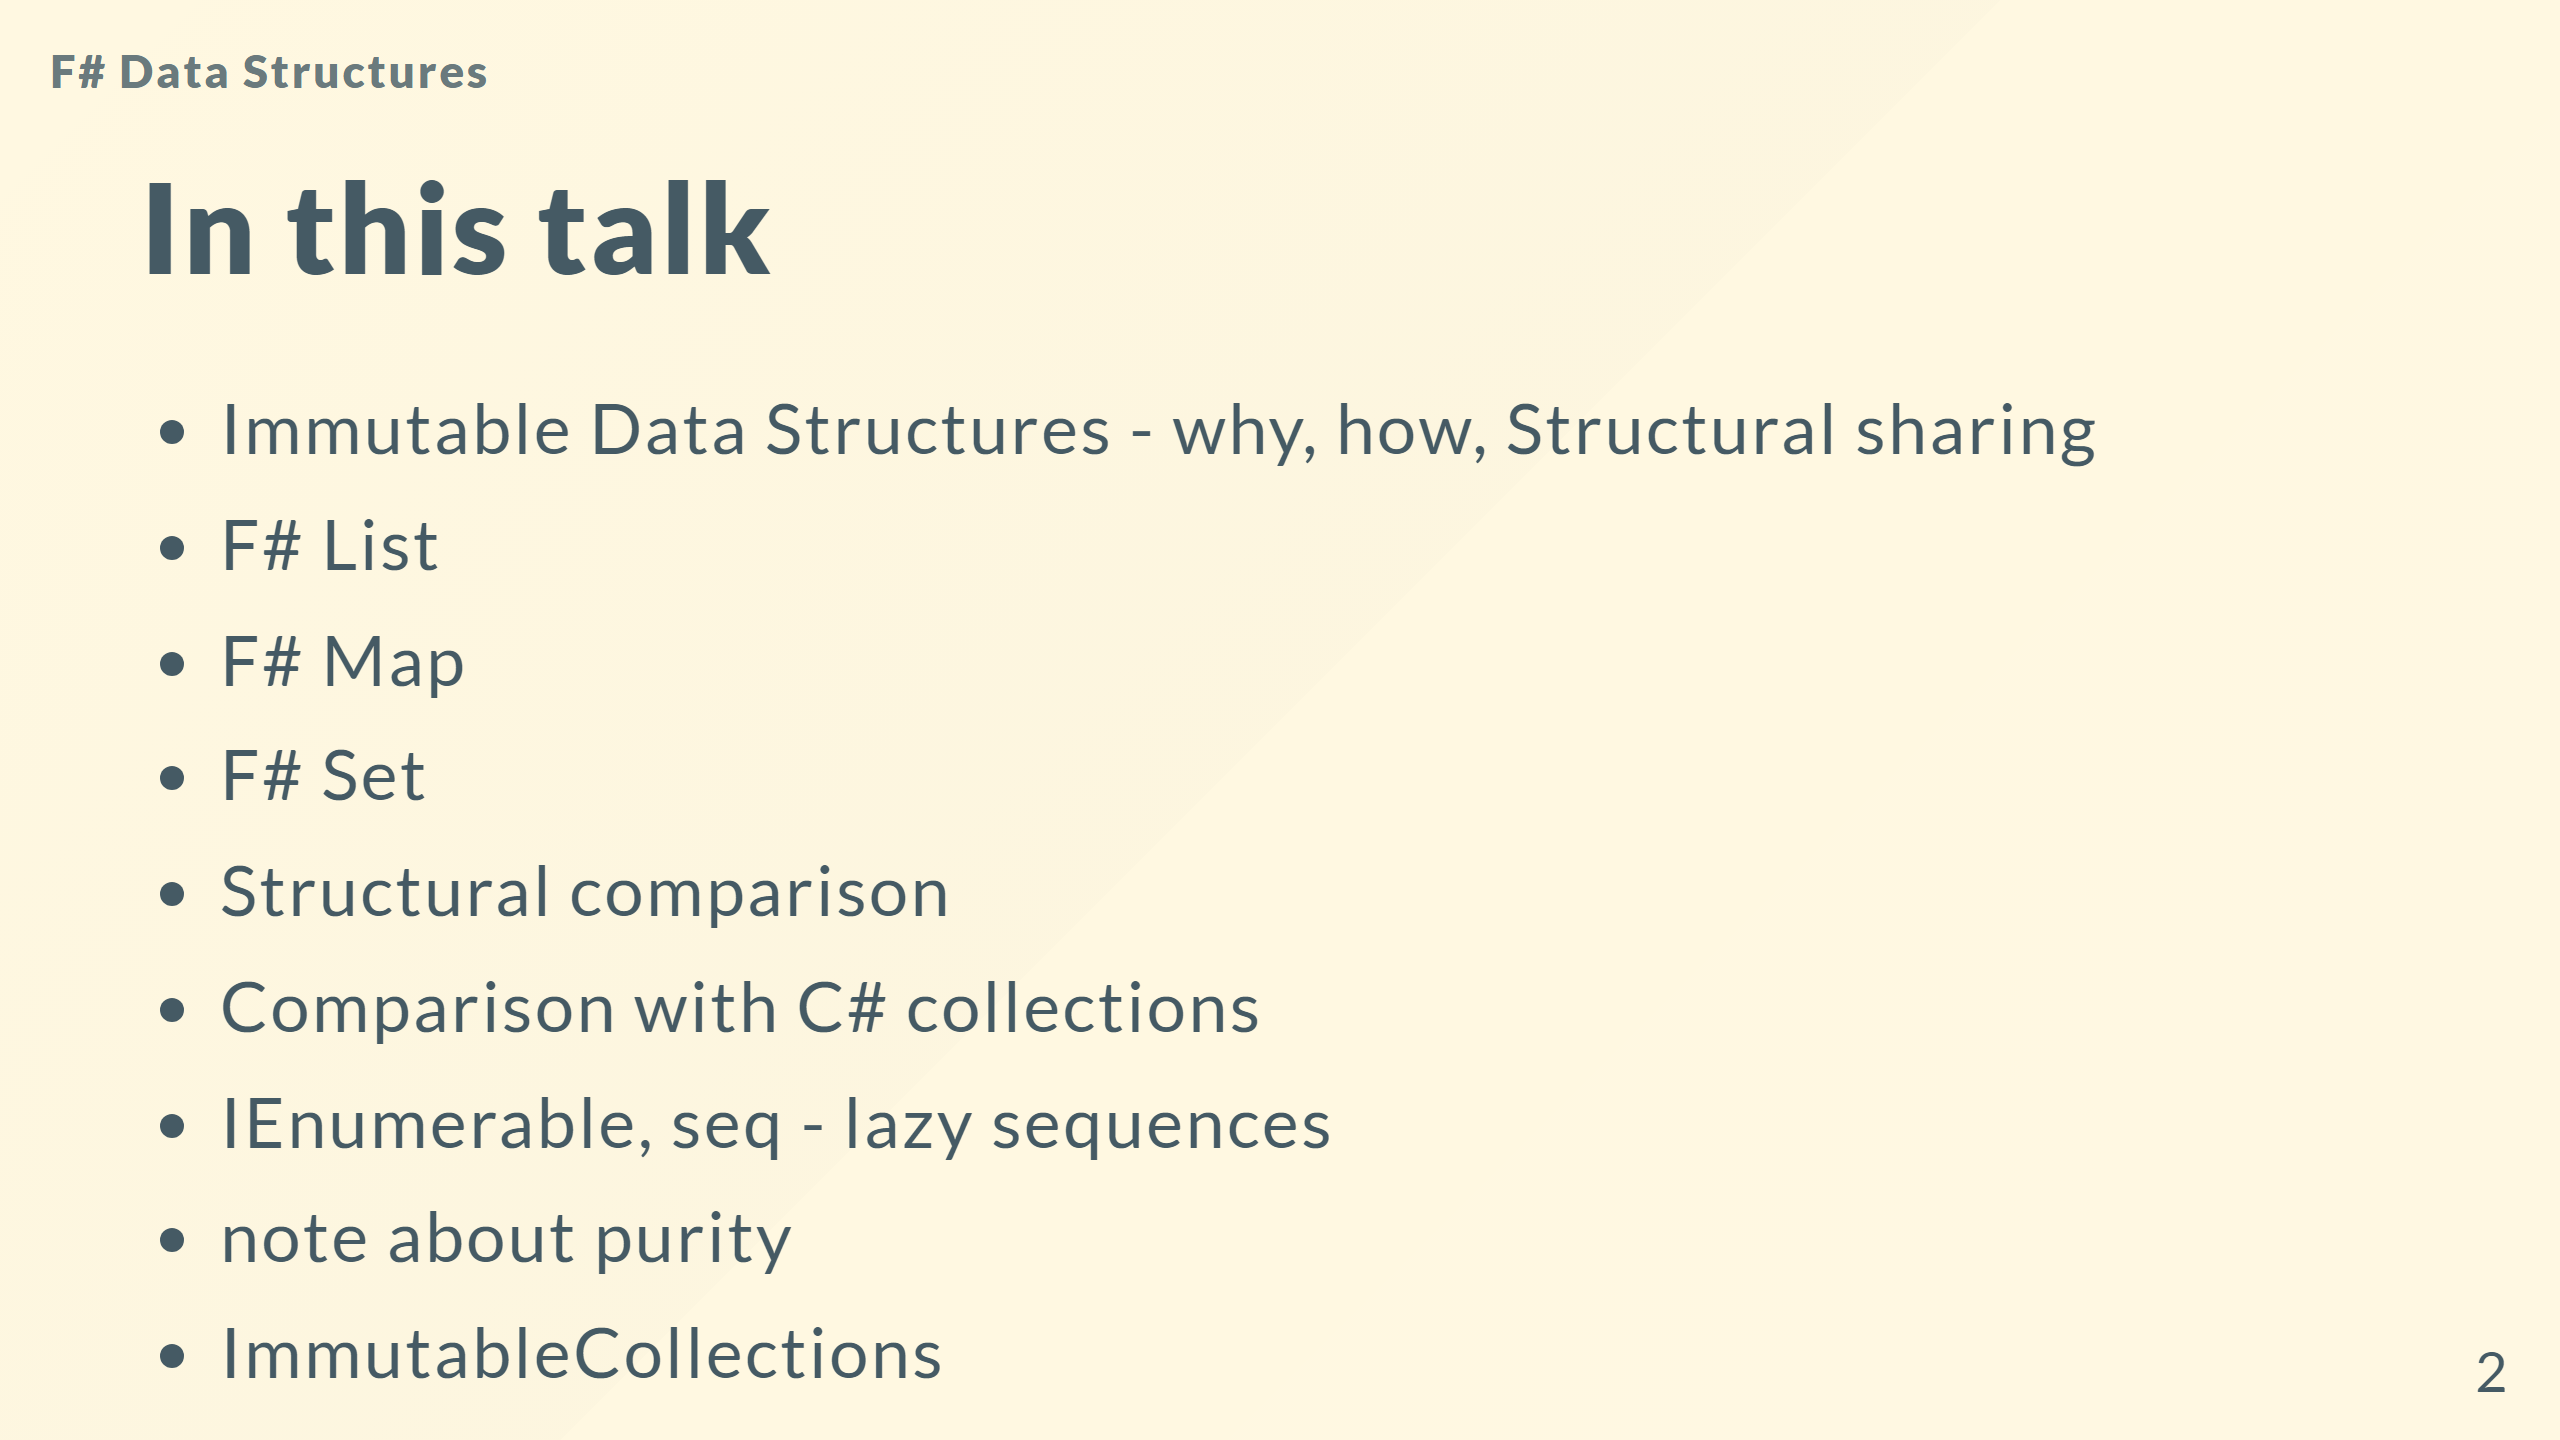 F# Data Structures
In this talk
• Immutable Data Structures - why, how, Structural sharing
• F# List
• F# Map
• F# Set
• Structural comparison
• Comparison with C# collections
• IEnumerable, seq - lazy sequences
• note about purity
• ImmutableCollections
2